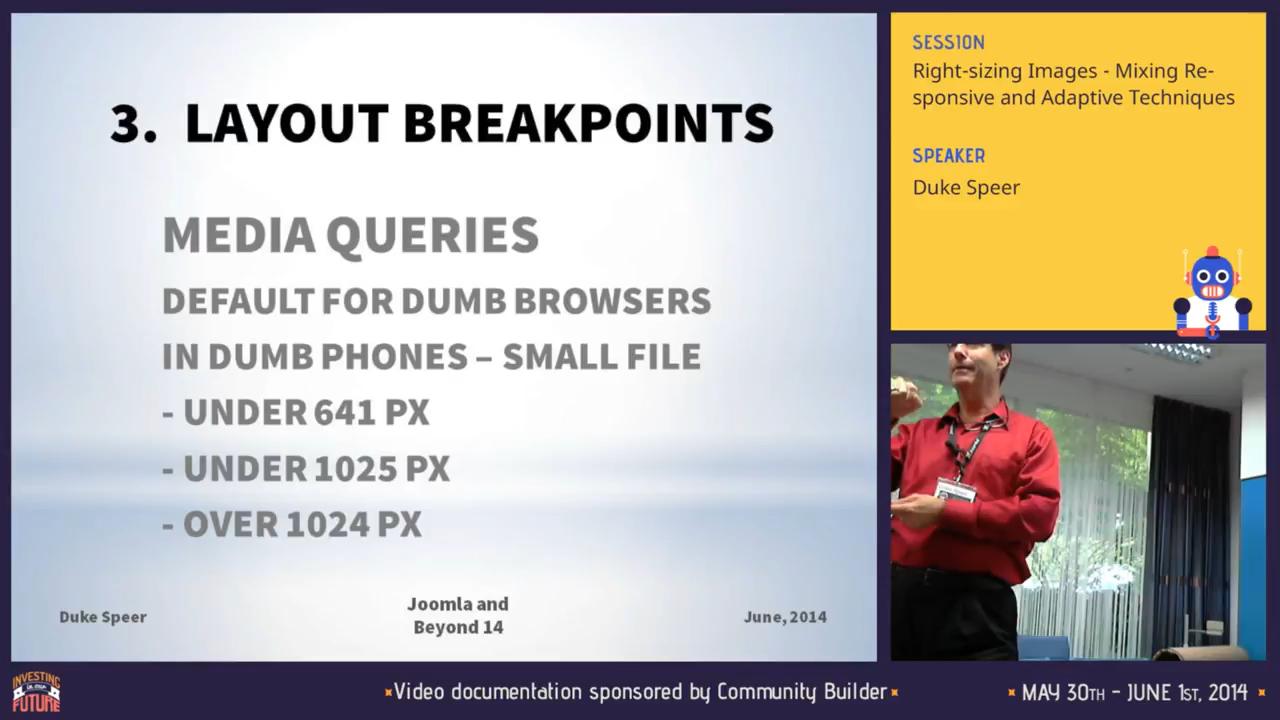 3. LAYOUT BREAKPOINTS
MEDIA QUERIES
DEFAULT FOR DUMB BROWSERS
IN DUMB PHONES – SMALL FILE
- UNDER 641 PX
- UNDER 1025 PX
- OVER 1024 PX
Duke Speer
Joomla and
Beyond 14
June, 2014
SESSION
Right-sizing Images - Mixing Re-
sponsive and Adaptive Techniques
SPEAKER
Duke Speer
INVESTING
IN OUR
FUTURE
Video documentation sponsored by Community Builder
MAY 30TH - JUNE 1ST, 2014